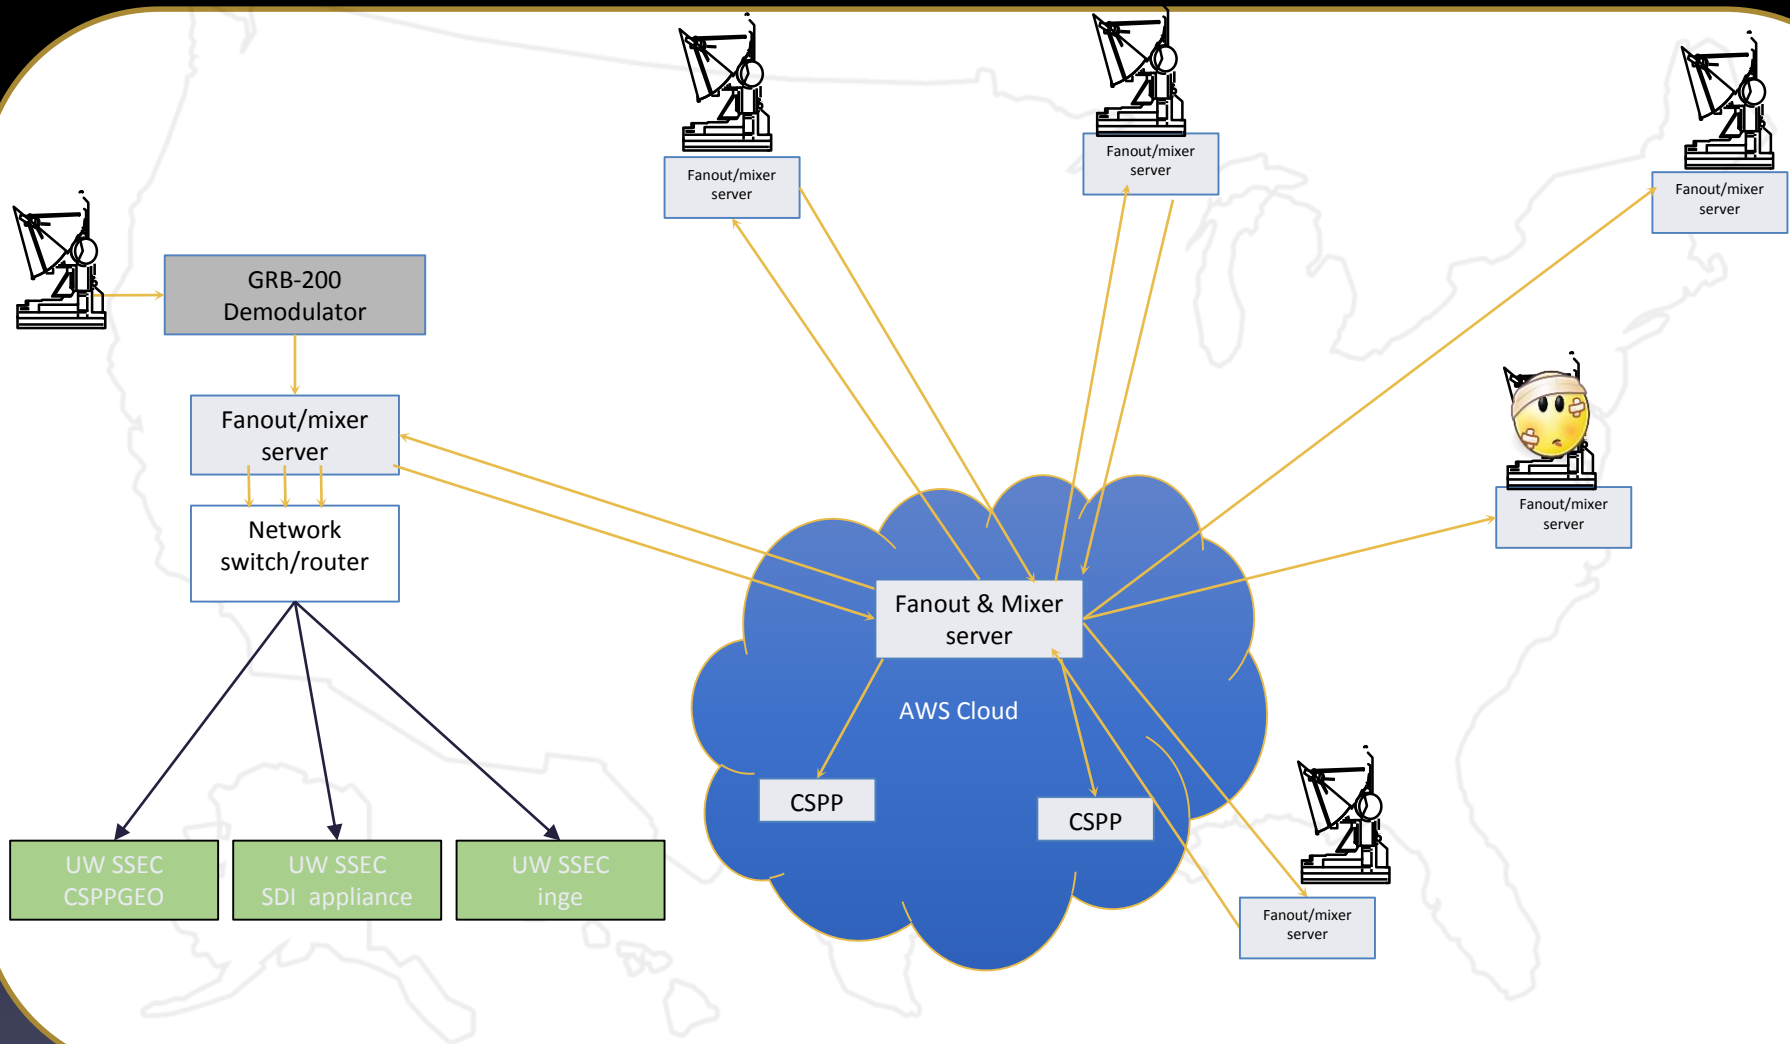 Fanout/mixer
server
Fanout/mixer
server
Fanout/mixer
server
GRB-200
Demodulator
Fanout/mixer
server
Network
switch/router
Fanout/mixer
server
Fanout & Mixer
server
AWS Cloud
CSPP
CSPP
UW SSEC
CSPPGEO
UW SSEC
SDI appliance
UW SSEC
inge
Fanout/mixer
server